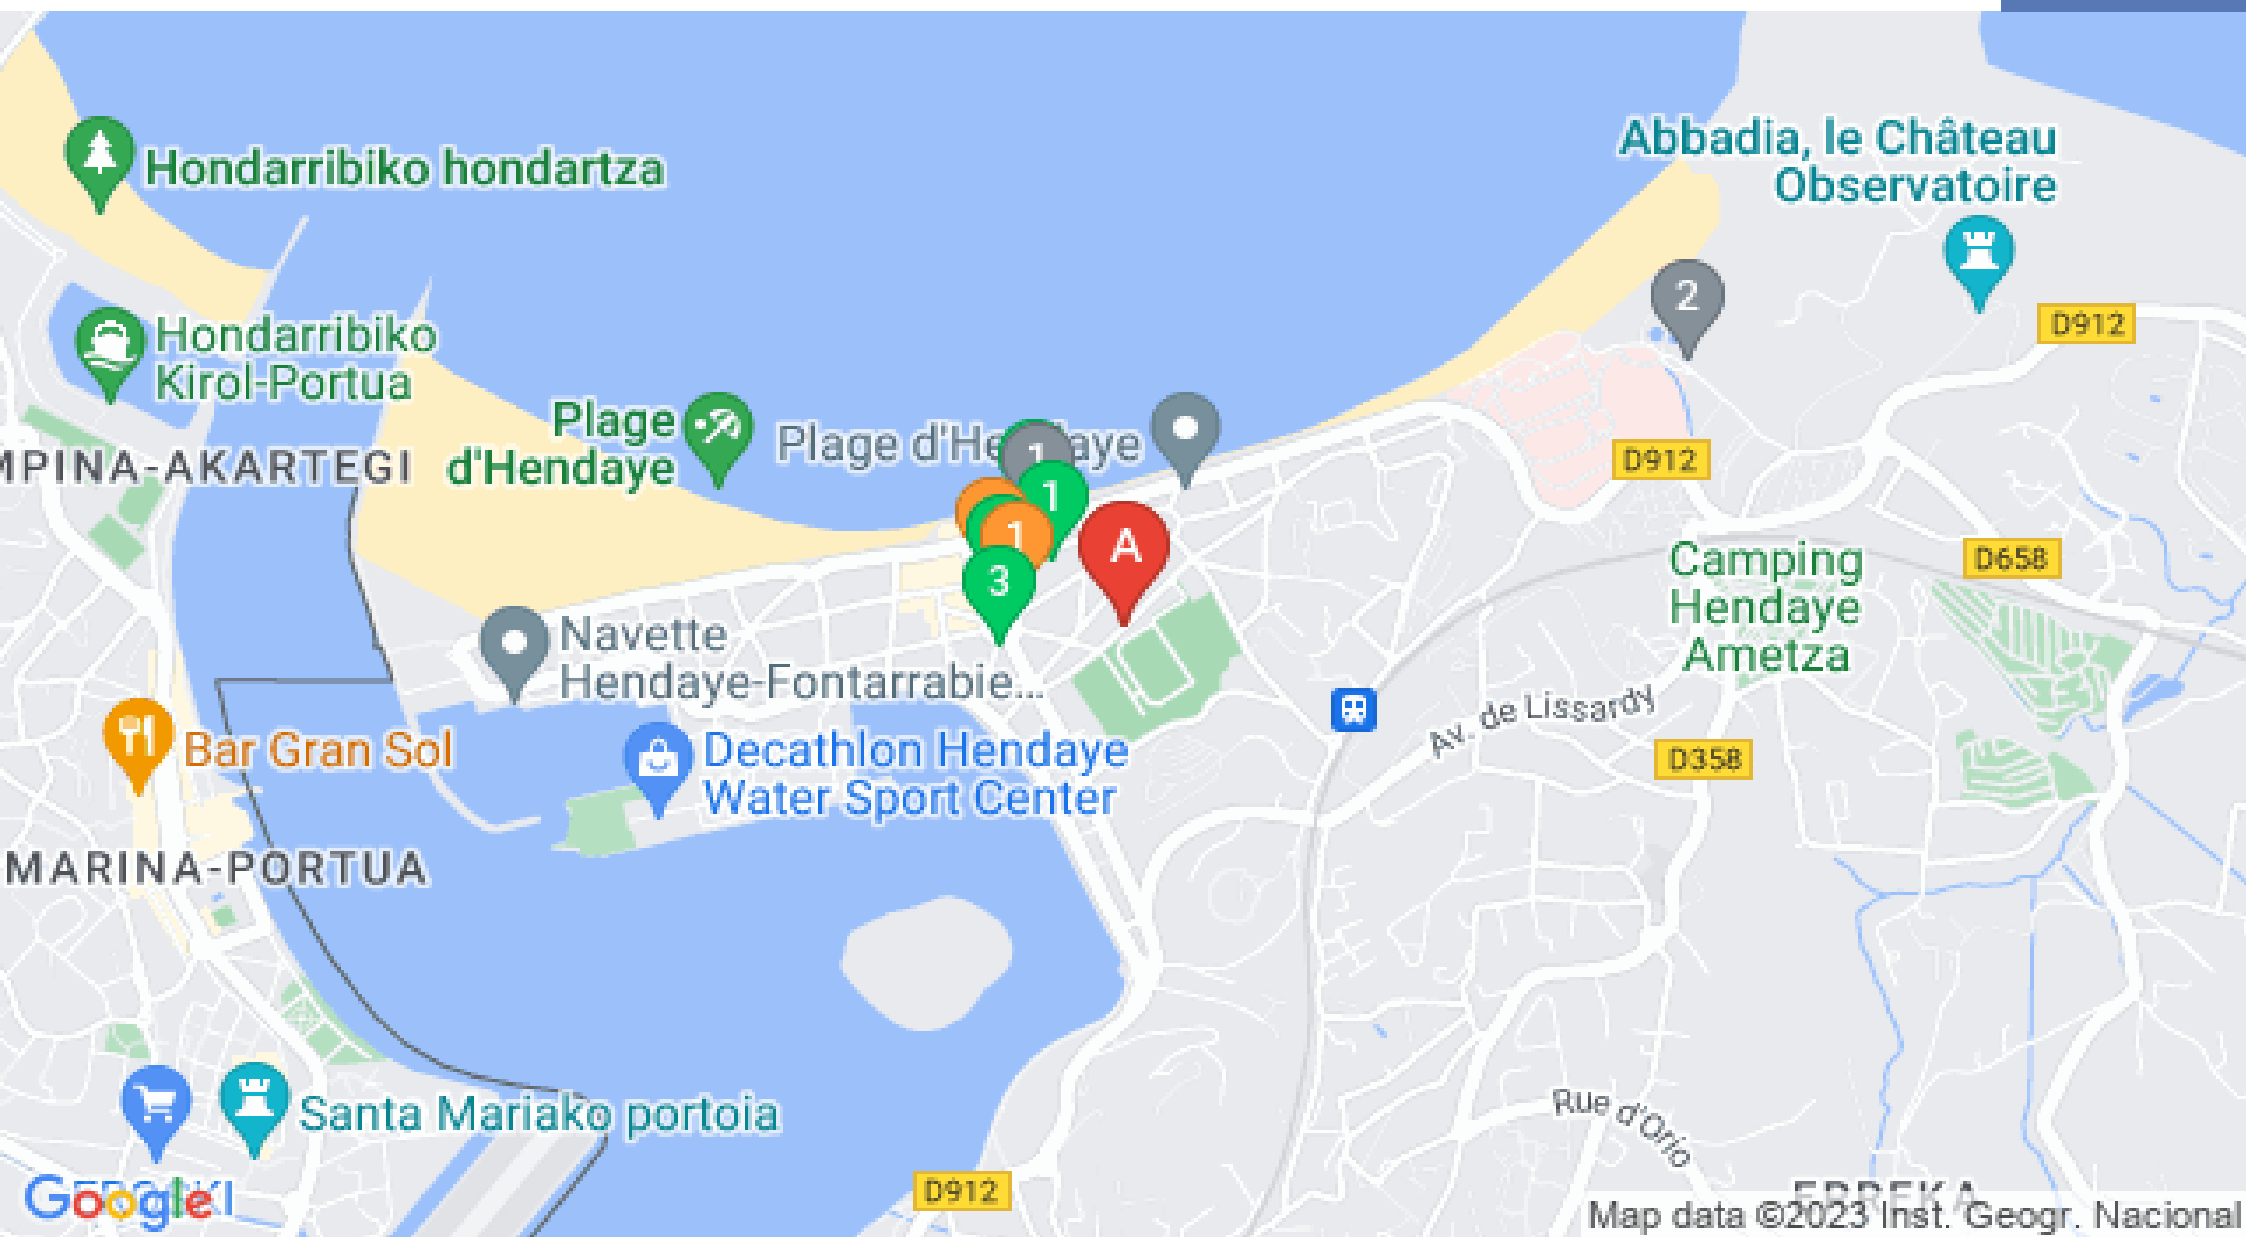 Abbadia, le Château
Observatoire
Hondarribiko hondartza
2
D912
Hondarribiko
Kirol-Portua
Plage
d'Hendaye
Plage d'Hendaye
1
1
D912
MPINA-AKARTEGI
1
A
3
D658
Camping
Hendaye
Ametza
Navette
Hendaye-Fontarrabie...
Av. de Lissardy
Bar Gran Sol
Decathlon Hendaye
Water Sport Center
D358
MARINA-PORTUA
Santa Mariako portoia
Rue d'Orio
D912
Google
Map data ©2023 Inst. Geogr. Nacional